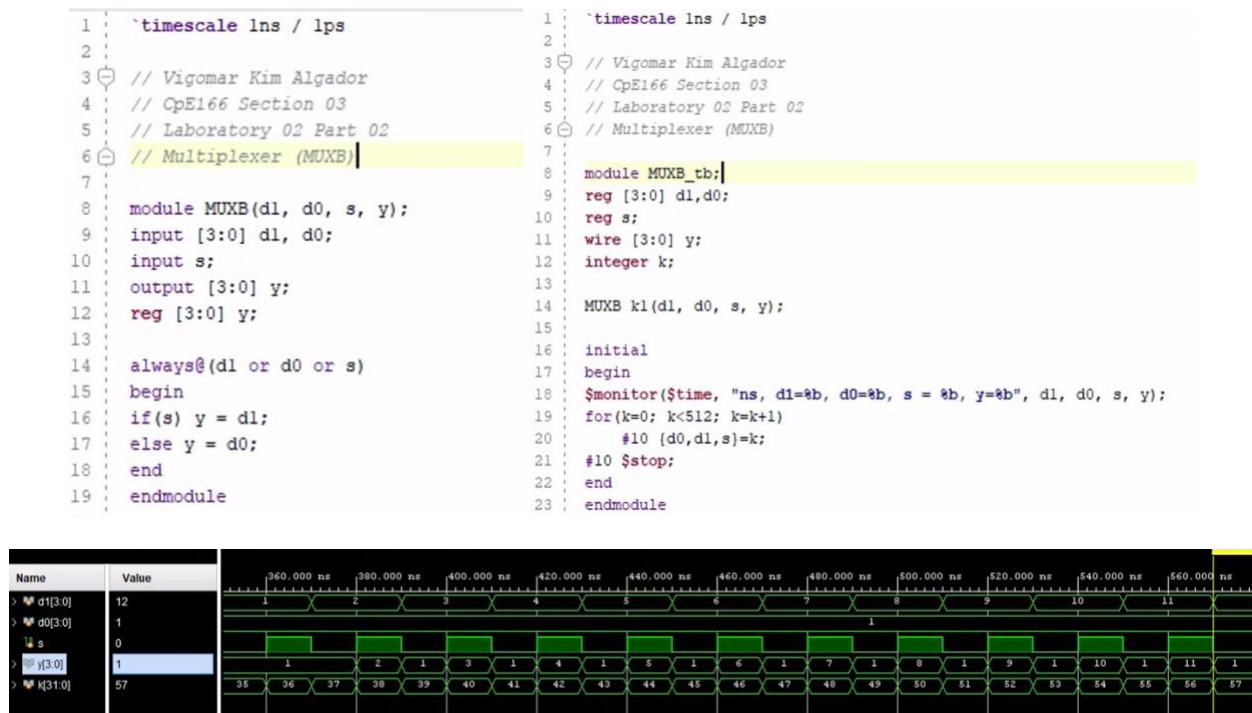 1 `timescale 1ns / 1ps
2
3 // Vigomar Kim Algador
4 // CpE166 Section 03
5 // Laboratory 02 Part 02
6 // Multiplexer (MUXB)
7
8 module MUXB(d1, d0, s, y);
9 input [3:0] d1, d0;
10 input s;
11 output [3:0] y;
12 reg [3:0] y;
13
14 always@(d1 or d0 or s)
15 begin
16 if(s) y = d1;
17 else y = d0;
18 end
19 endmodule
1 `timescale 1ns / 1ps
2
3 // Vigomar Kim Algador
4 // CpE166 Section 03
5 // Laboratory 02 Part 02
6 // Multiplexer (MUXB)
7
8 module MUXB_tb;
9 reg [3:0] d1,d0;
10 reg s;
11 wire [3:0] y;
12 integer k;
13
14 MUXB k1(d1, d0, s, y);
15
16 initial
17 begin
18 $monitor($time, "ns, d1=%b, d0=%b, s = %b, y=%b", d1, d0, s, y);
19 for(k=0; k<512; k=k+1)
20 #10 {d0,d1,s}=k;
21 #10 $stop;
22 end
23 endmodule
Name Value 360.000 ns 380.000 ns 400.000 ns 420.000 ns 440.000 ns 460.000 ns 480.000 ns 500.000 ns 520.000 ns 540.000 ns 560.000 ns
d1[3:0] 12 1 2 3 4 5 6 7 8 9 10 11
d0[3:0] 1 1
s 0
y[3:0] 1 1 2 1 3 1 4 1 5 1 6 1 7 1 8 1 9 1 10 1 11 1
k[31:0] 57 35 36 37 38 39 40 41 42 43 44 45 46 47 48 49 50 51 52 53 54 55 56 57